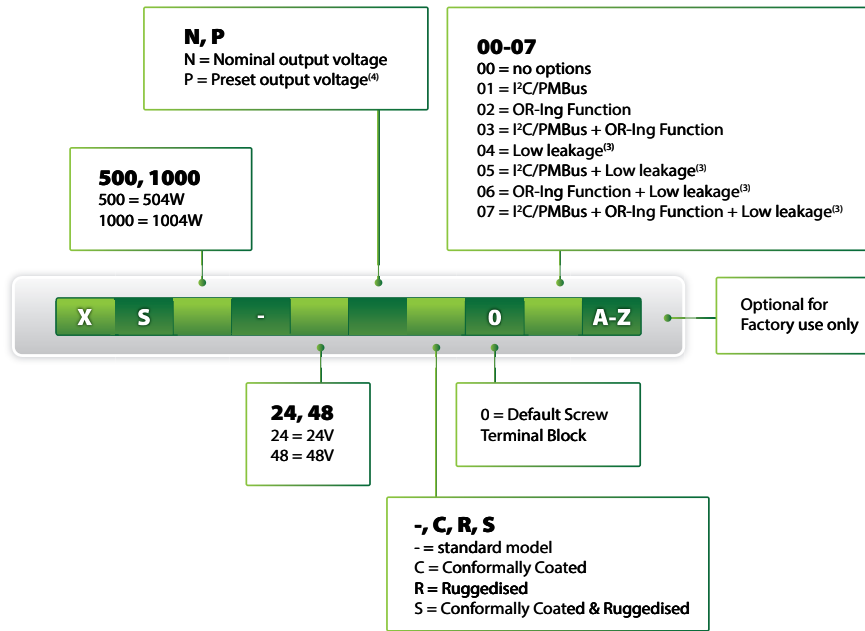 N, P
N = Nominal output voltage
P = Preset output voltage(4)
00-07
00 = no options
01 = I²C/PMBus
02 = OR-Ing Function
03 = I²C/PMBus + OR-Ing Function
04 = Low leakage(3)
05 = I²C/PMBus + Low leakage(3)
06 = OR-Ing Function + Low leakage(3)
07 = I²C/PMBus + OR-Ing Function + Low leakage(3)
500, 1000
500 = 504W
1000 = 1004W
X S - 0 A-Z
Optional for
Factory use only
24, 48
24 = 24V
48 = 48V
0 = Default Screw
Terminal Block
-, C, R, S
- = standard model
C = Conformally Coated
R = Ruggedised
S = Conformally Coated & Ruggedised